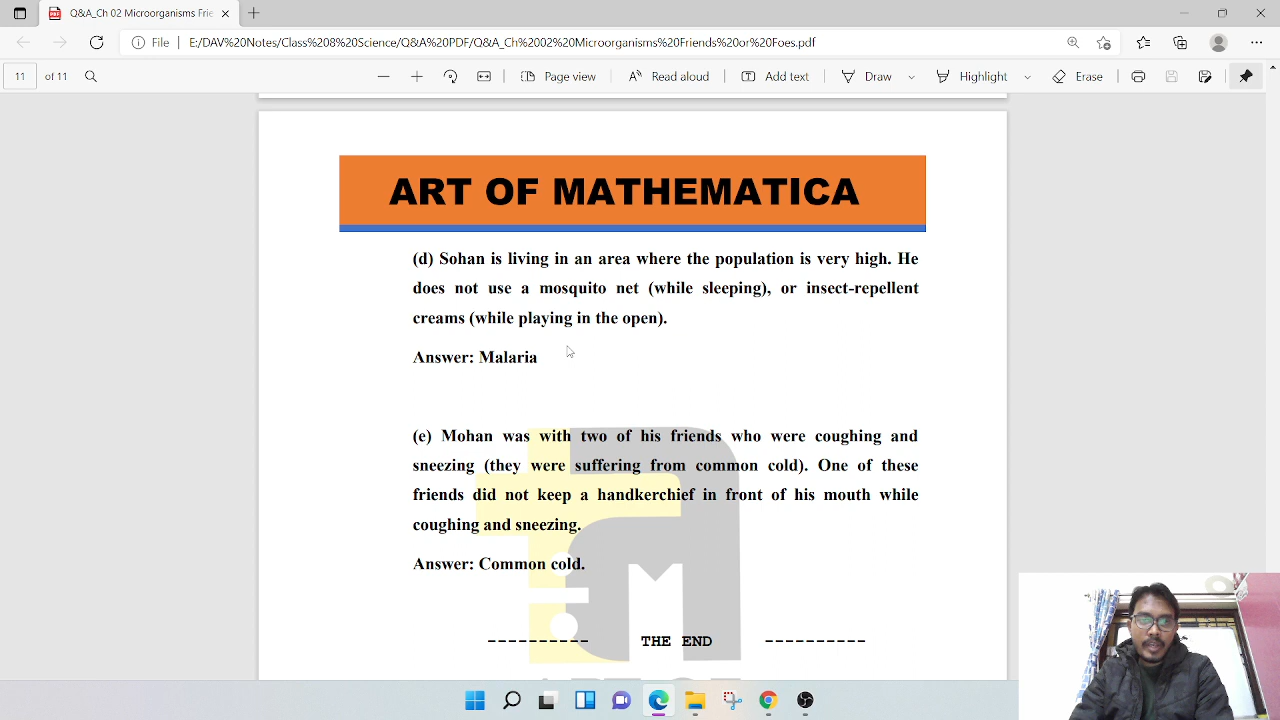 Q&A_Ch 02 Microorganisms Frie
File E:/DAV%20Notes/Class%208%20Science/Q&A%20PDF/Q&A_Ch%2002%20Microorganisms%20Friends%20or%20Foes.pdf
11 of 11 Page view Read aloud Add text Draw Highlight Erase
ART OF MATHEMATICA
(d) Sohan is living in an area where the population is very high. He
does not use a mosquito net (while sleeping), or insect-repellent
creams (while playing in the open).
Answer: Malaria
(e) Mohan was with two of his friends who were coughing and
sneezing (they were suffering from common cold). One of these
friends did not keep a handkerchief in front of his mouth while
coughing and sneezing.
Answer: Common cold.
---------- THE END ----------